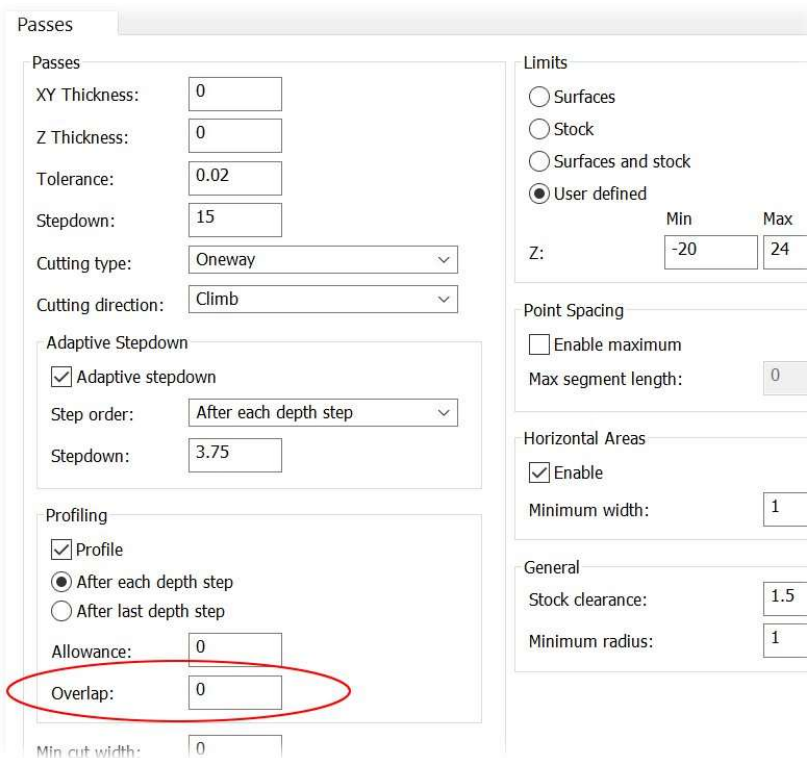 Passes
Passes
XY Thickness: 0
Z Thickness: 0
Tolerance: 0.02
Stepdown: 15
Cutting type: Oneway
Cutting direction: Climb
Adaptive Stepdown
Adaptive stepdown
Step order: After each depth step
Stepdown: 3.75
Profiling
Profile
After each depth step
After last depth step
Allowance: 0
Overlap: 0
Min cut width: 0
Limits
Surfaces
Stock
Surfaces and stock
User defined
Min Max
Z: -20 24
Point Spacing
Enable maximum
Max segment length: 0
Horizontal Areas
Enable
Minimum width: 1
General
Stock clearance: 1.5
Minimum radius: 1